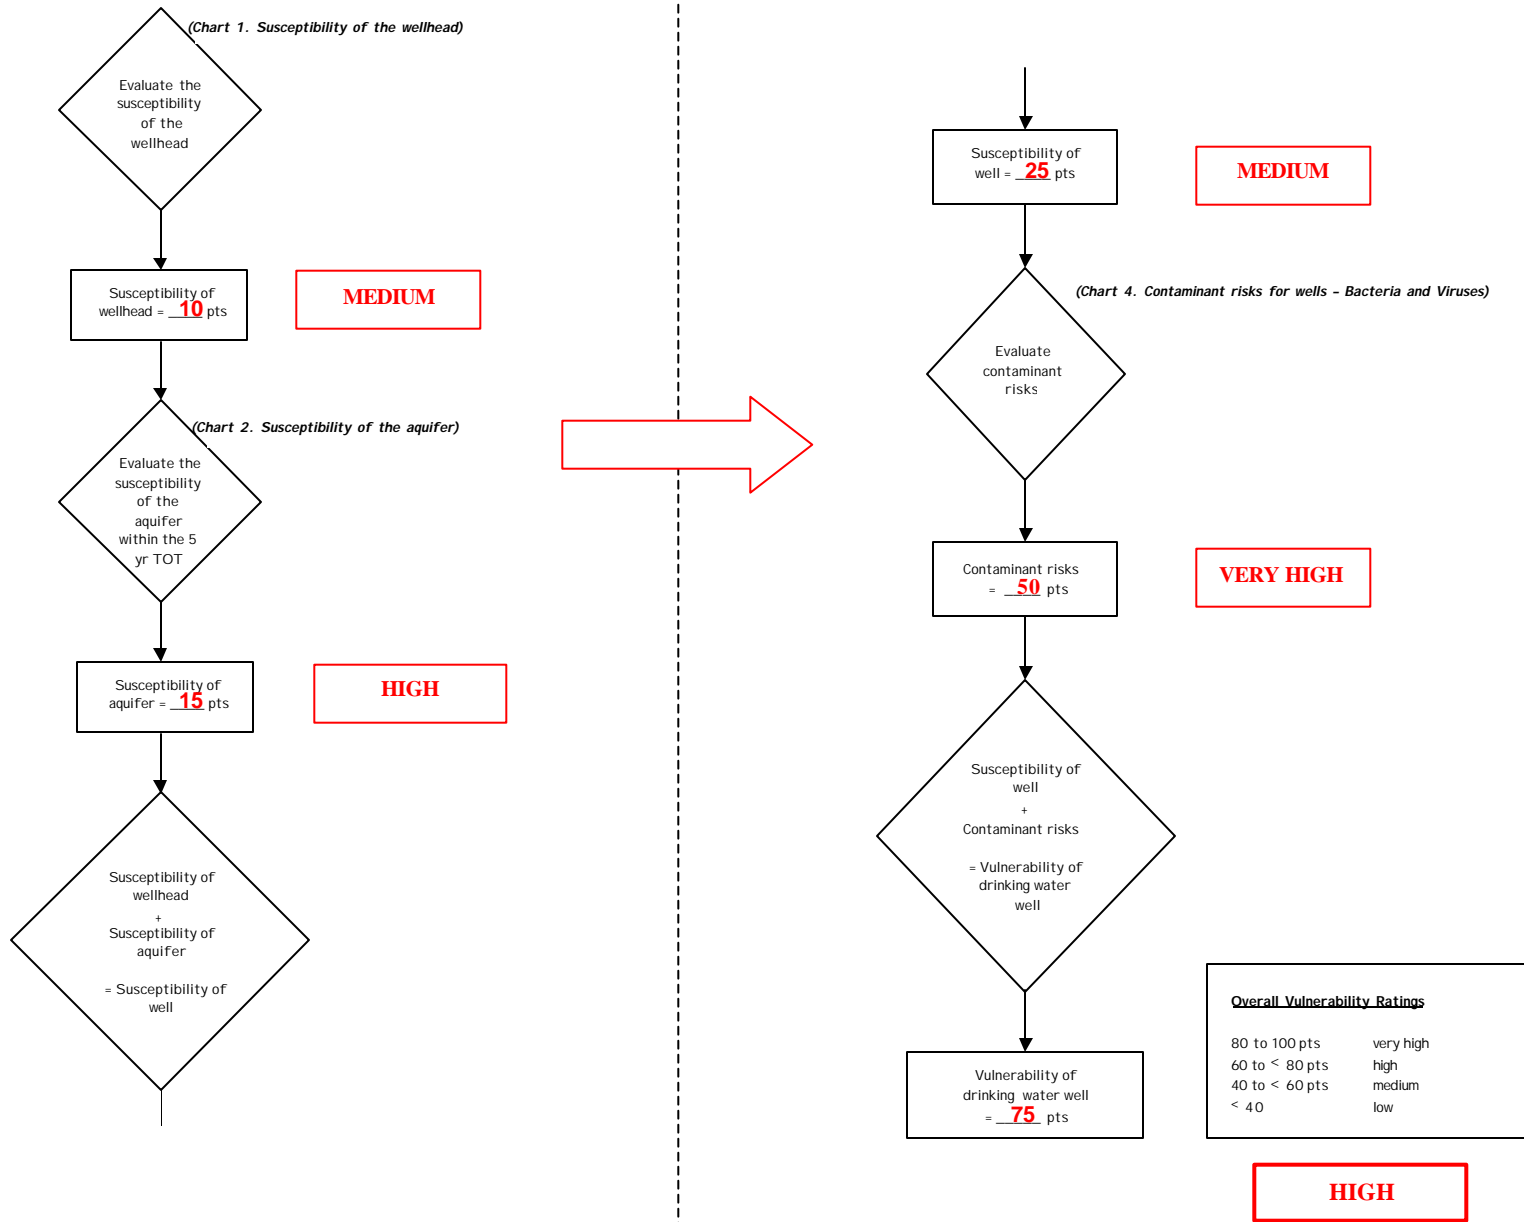 (Chart 1. Susceptibility of the wellhead)
Evaluate the
susceptibility
of the
wellhead
Susceptibility of
wellhead = 10 pts
MEDIUM
(Chart 2. Susceptibility of the aquifer)
Evaluate the
susceptibility
of the
aquifer
within the 5
yr TOT
Susceptibility of
aquifer = 15 pts
HIGH
Susceptibility of
wellhead
+
Susceptibility of
aquifer
= Susceptibility of
well
Susceptibility of
well = 25 pts
MEDIUM
(Chart 4. Contaminant risks for wells – Bacteria and Viruses)
Evaluate
contaminant
risks
Contaminant risks
= 50 pts
VERY HIGH
Susceptibility of
well
+
Contaminant risks
= Vulnerability of
drinking water
well
Vulnerability of
drinking water well
= 75 pts
Overall Vulnerability Ratings
80 to 100 pts very high
60 to < 80 pts high
40 to < 60 pts medium
< 40 low
HIGH